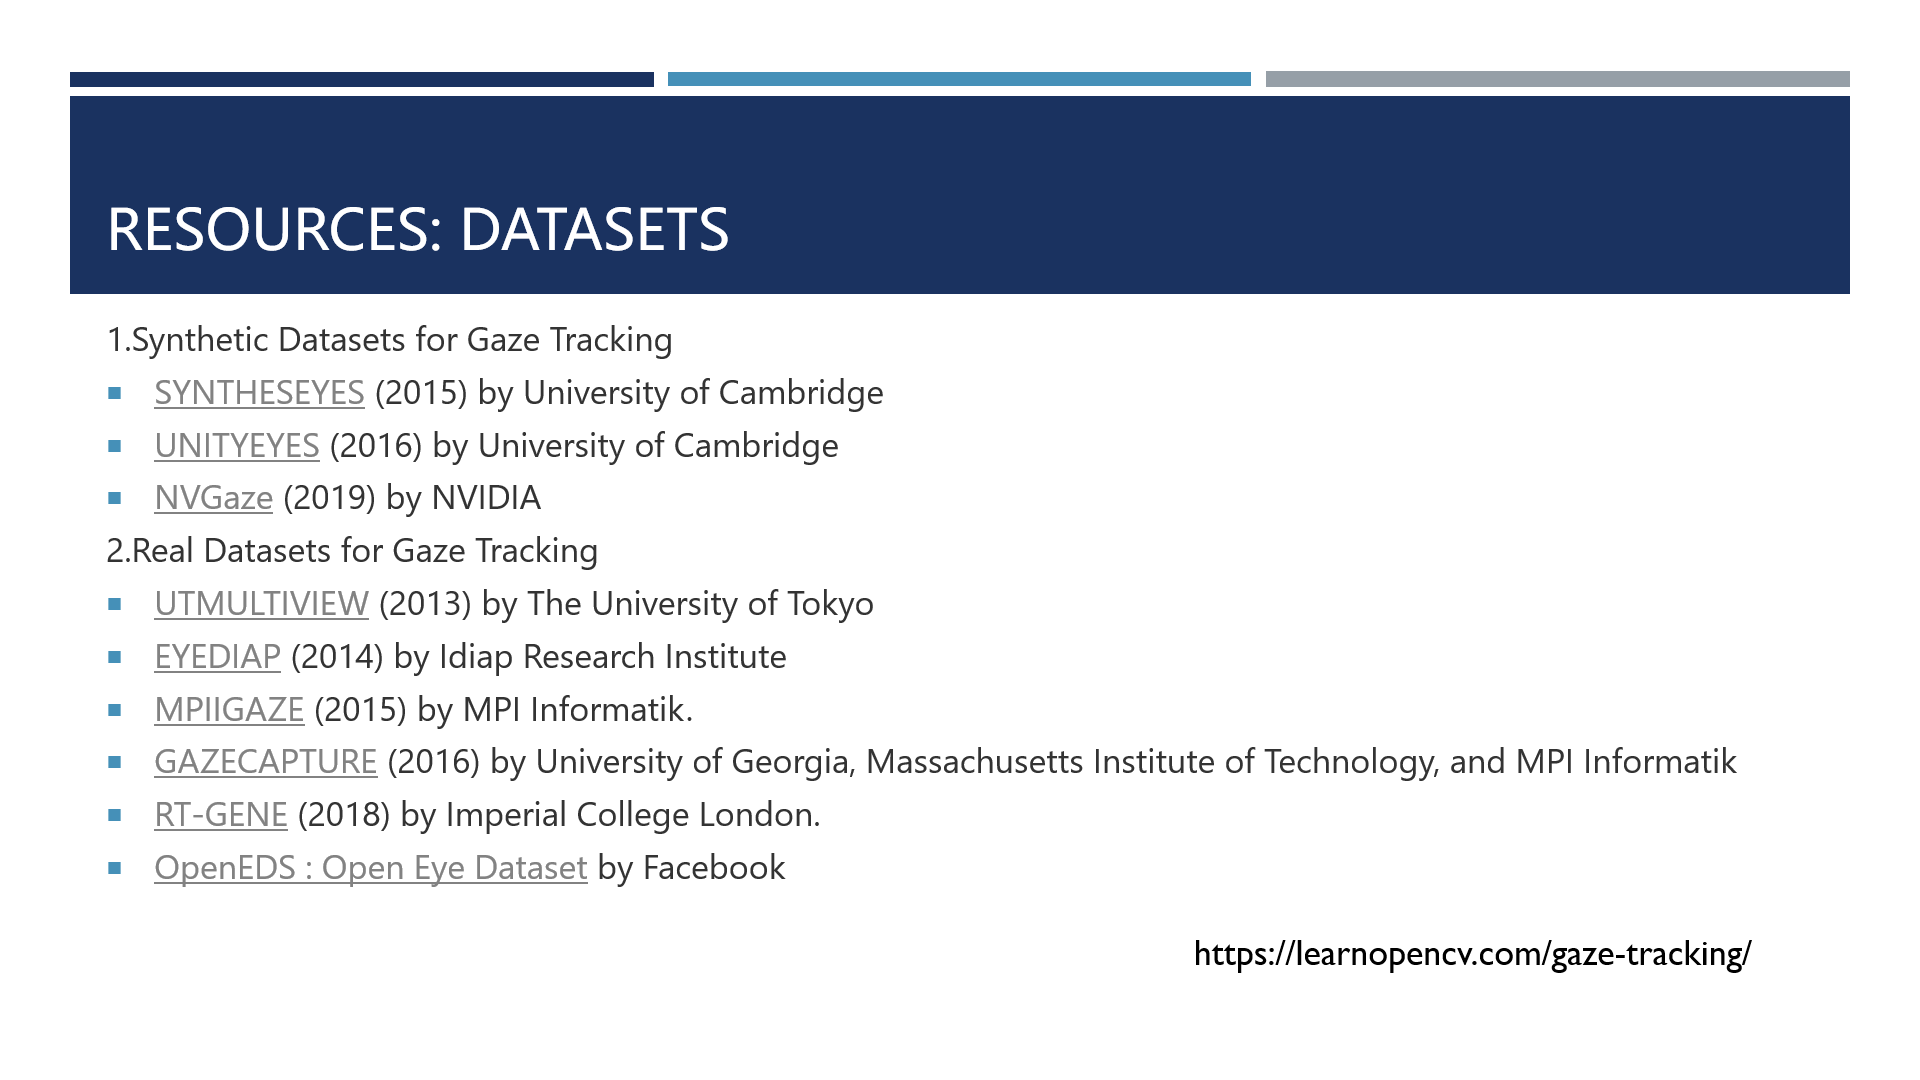 RESOURCES: DATASETS
1.Synthetic Datasets for Gaze Tracking
SYNTHESEYES (2015) by University of Cambridge
UNITYEYES (2016) by University of Cambridge
NVGaze (2019) by NVIDIA
2.Real Datasets for Gaze Tracking
UTMULTIVIEW (2013) by The University of Tokyo
EYEDIAP (2014) by Idiap Research Institute
MPIIGAZE (2015) by MPI Informatik.
GAZECAPTURE (2016) by University of Georgia, Massachusetts Institute of Technology, and MPI Informatik
RT-GENE (2018) by Imperial College London.
OpenEDS : Open Eye Dataset by Facebook
https://learnopencv.com/gaze-tracking/